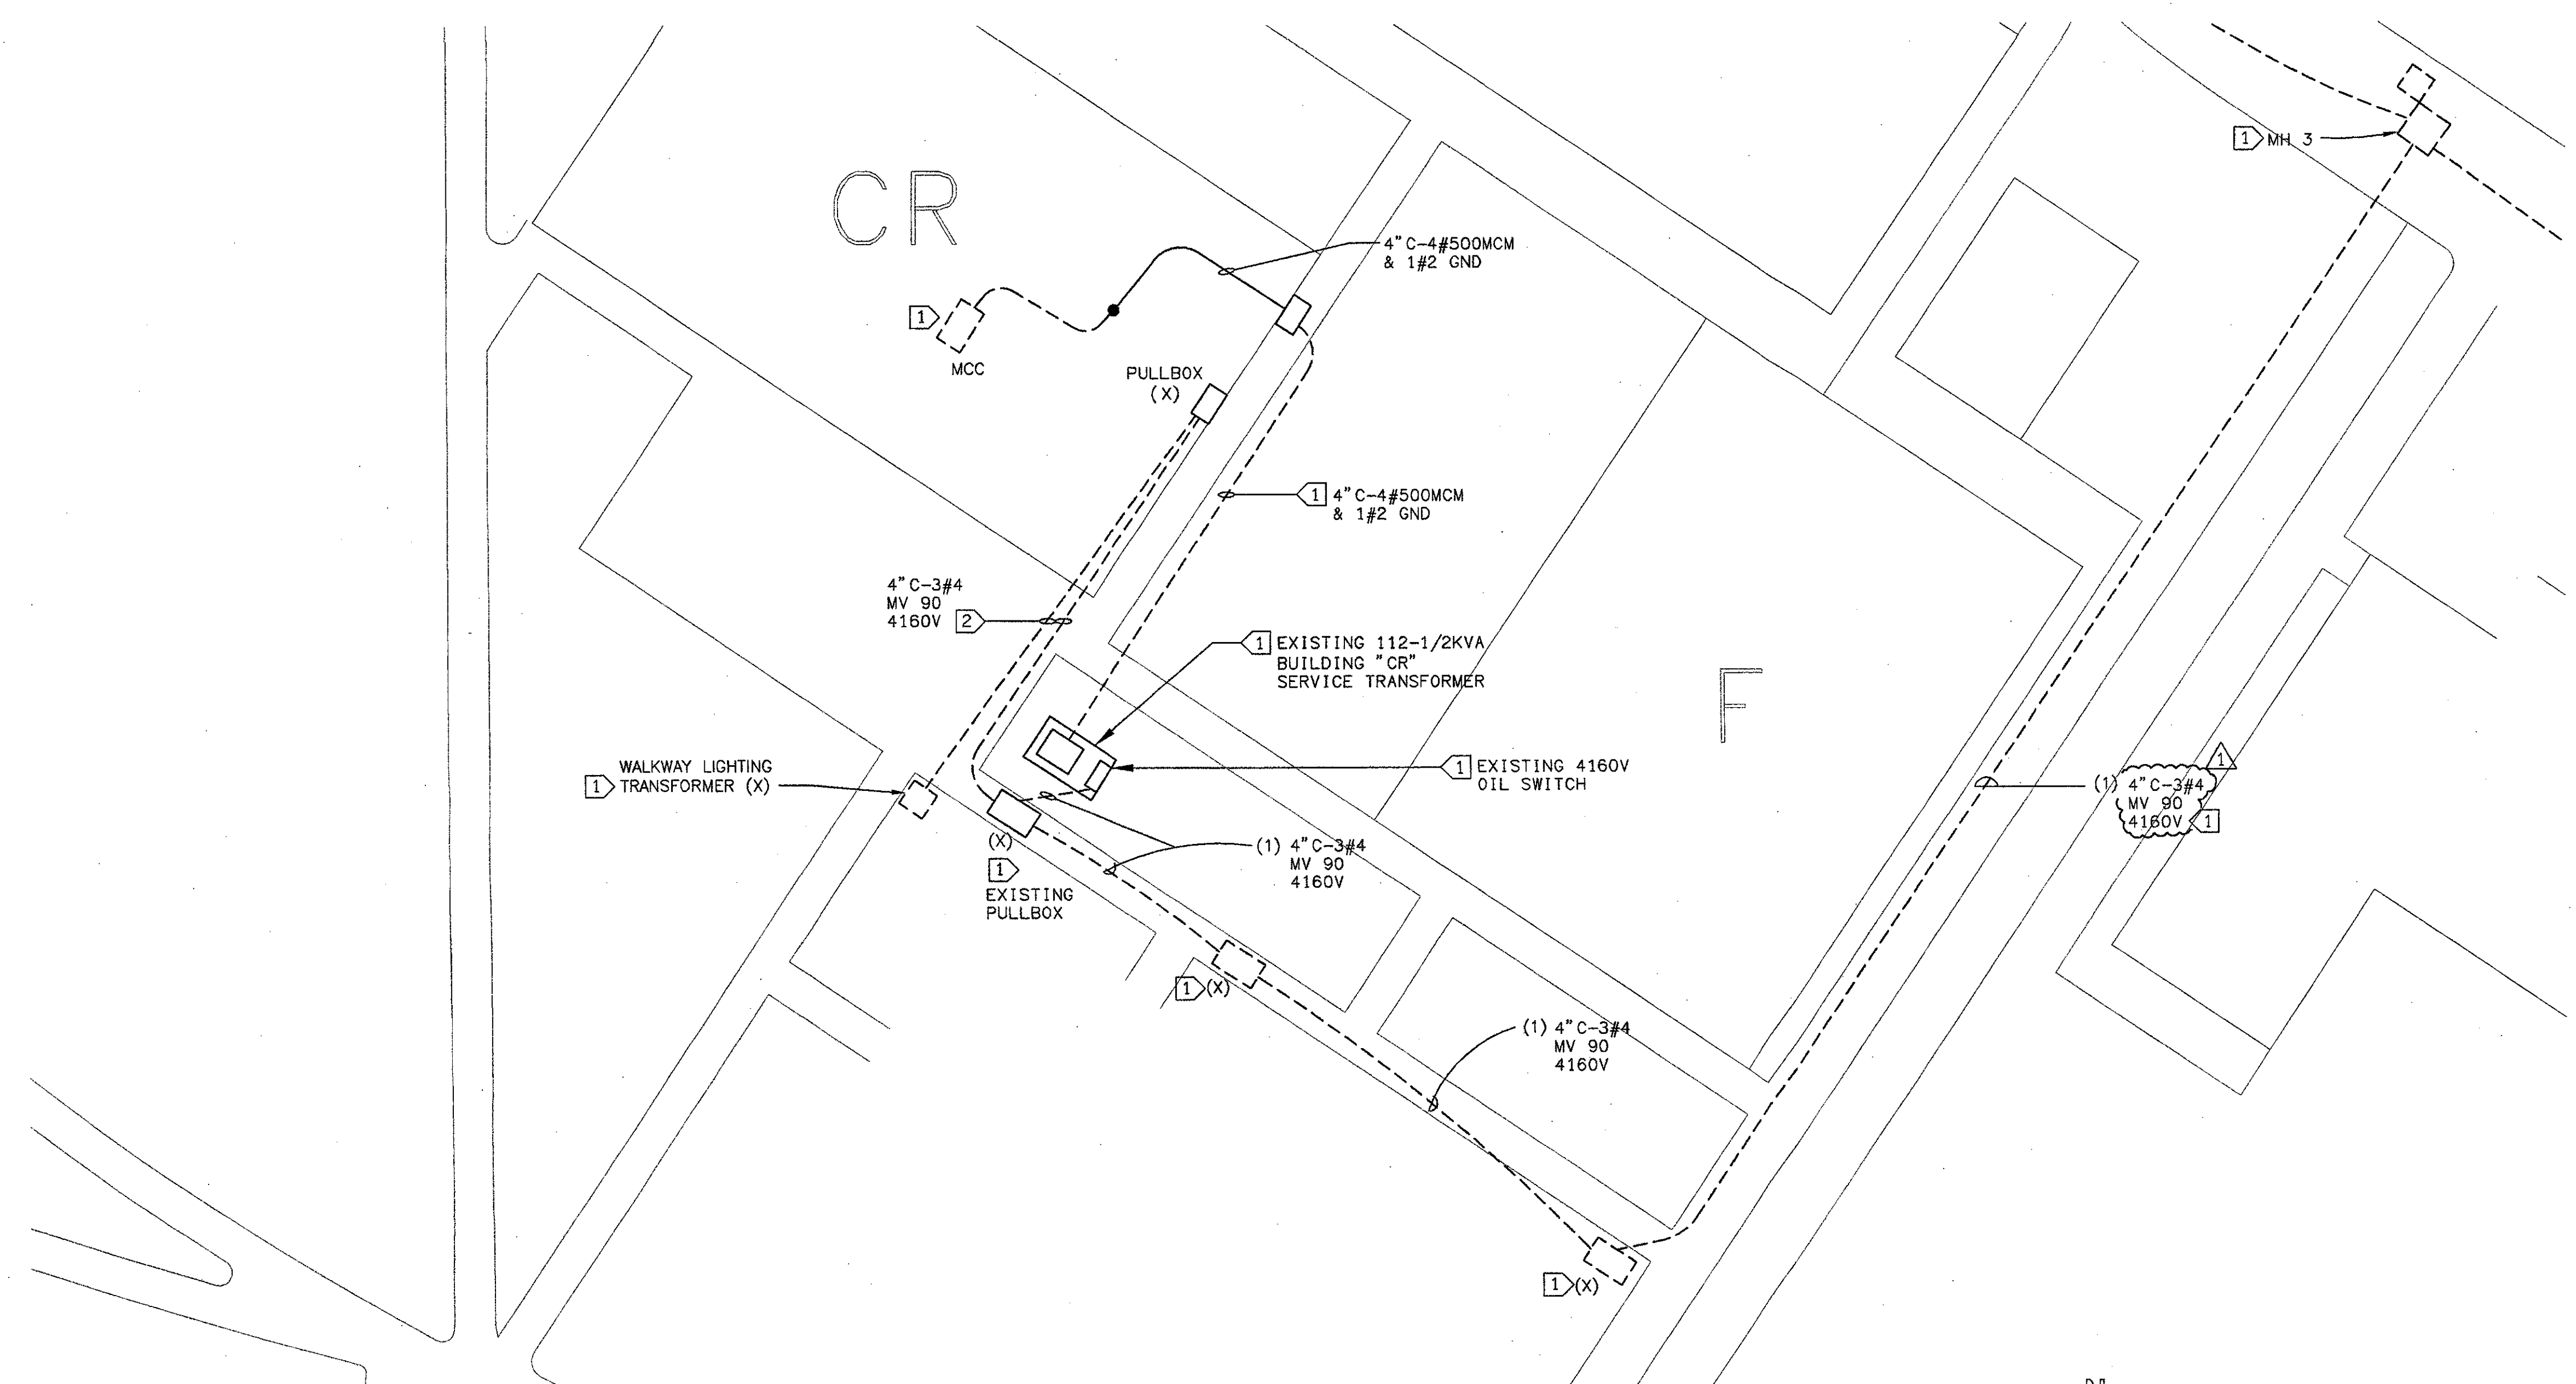 1 MH 3
CR
4"C-4#500MCM
& 1#2 GND
1
MCC
PULLBOX
(X)
1 4"C-4#500MCM
& 1#2 GND
4"C-3#4
MV 90
4160V 2
1 EXISTING 112-1/2KVA
BUILDING "CR"
SERVICE TRANSFORMER
F
WALKWAY LIGHTING
1 TRANSFORMER (X)
1 EXISTING 4160V
OIL SWITCH
1
(1) 4"C-3#4
MV 90
4160V 1
(X)
1
EXISTING
PULLBOX
(1) 4"C-3#4
MV 90
4160V
1 (X)
(1) 4"C-3#4
MV 90
4160V
1 (X)